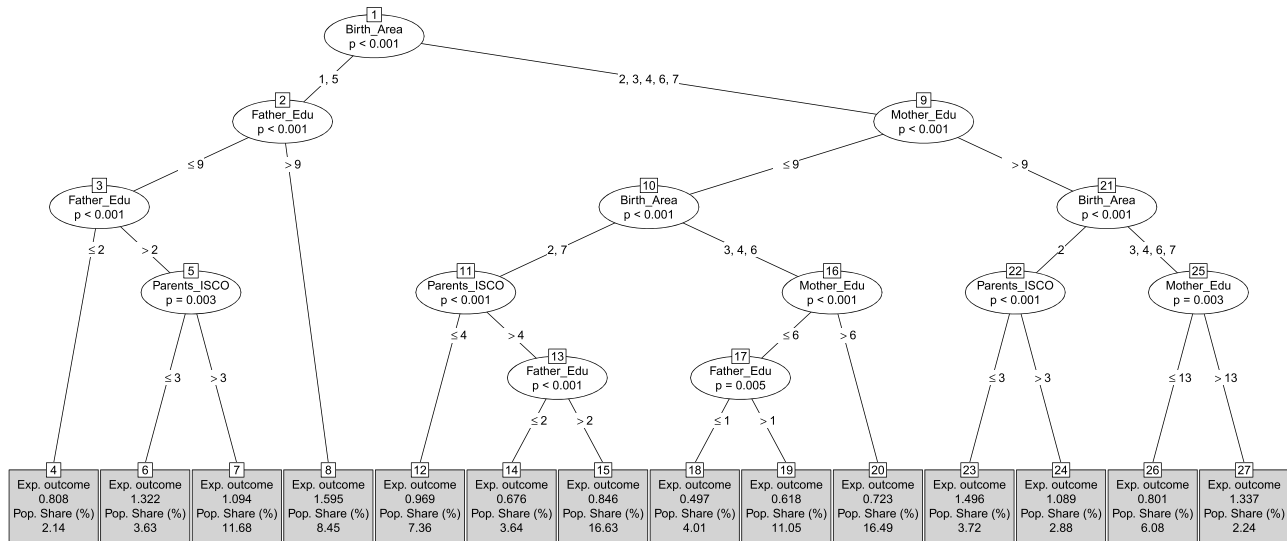 1
Birth_Area
p < 0.001
1, 5
2, 3, 4, 6, 7
2
Father_Edu
p < 0.001
9
Mother_Edu
p < 0.001
≤ 9
> 9
≤ 9
> 9
3
Father_Edu
p < 0.001
10
Birth_Area
p < 0.001
21
Birth_Area
p < 0.001
≤ 2
> 2
2, 7
3, 4, 6
2
3, 4, 6, 7
5
Parents_ISCO
p = 0.003
11
Parents_ISCO
p < 0.001
16
Mother_Edu
p < 0.001
22
Parents_ISCO
p < 0.001
25
Mother_Edu
p = 0.003
≤ 4
> 4
≤ 6
> 6
13
Father_Edu
p < 0.001
17
Father_Edu
p = 0.005
≤ 3
> 3
≤ 3
> 3
≤ 13
> 13
≤ 2
> 2
≤ 1
> 1
4
Exp. outcome
0.808
Pop. Share (%)
2.14
6
Exp. outcome
1.322
Pop. Share (%)
3.63
7
Exp. outcome
1.094
Pop. Share (%)
11.68
8
Exp. outcome
1.595
Pop. Share (%)
8.45
12
Exp. outcome
0.969
Pop. Share (%)
7.36
14
Exp. outcome
0.676
Pop. Share (%)
3.64
15
Exp. outcome
0.846
Pop. Share (%)
16.63
18
Exp. outcome
0.497
Pop. Share (%)
4.01
19
Exp. outcome
0.618
Pop. Share (%)
11.05
20
Exp. outcome
0.723
Pop. Share (%)
16.49
23
Exp. outcome
1.496
Pop. Share (%)
3.72
24
Exp. outcome
1.089
Pop. Share (%)
2.88
26
Exp. outcome
0.801
Pop. Share (%)
6.08
27
Exp. outcome
1.337
Pop. Share (%)
2.24